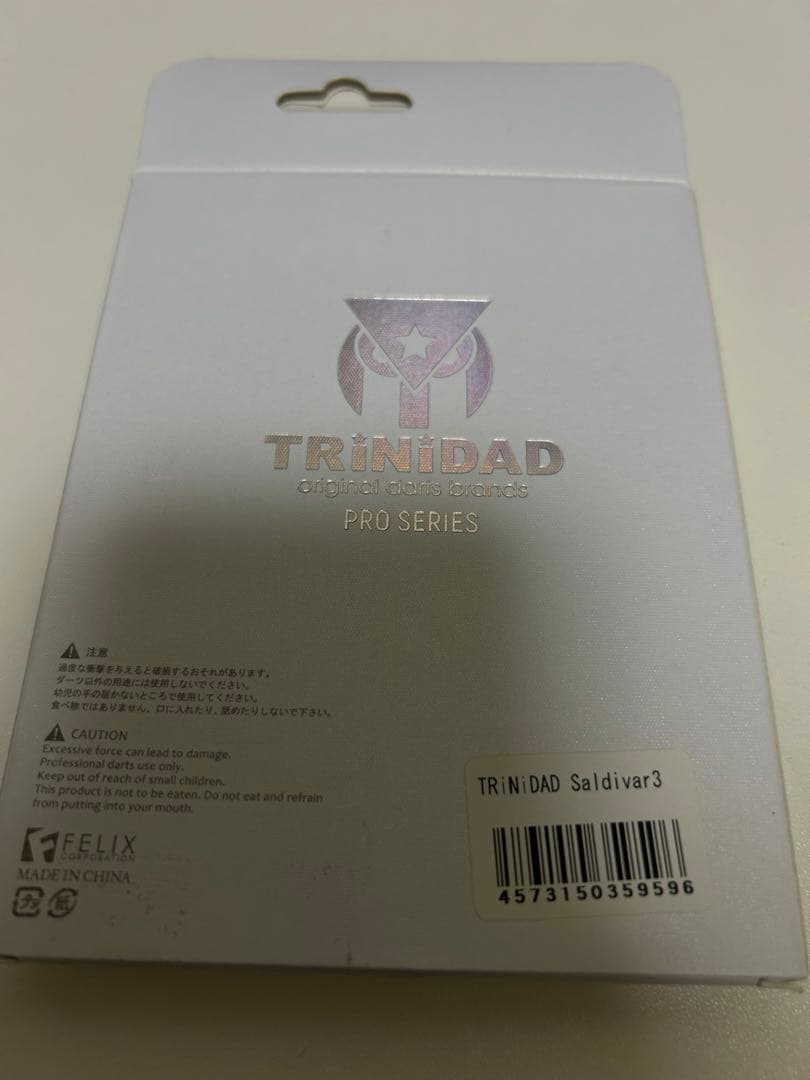 TRiNiDAD
original darts brands
PRO SERIES
注意
過度な衝撃を与えると破損するおそれがあります。
ダーツ以外の用途には使用しないでください。
幼児の手の届かないところで使用してください。
食べ物ではありません、口に入れたり、舐めたりしないで下さい。
CAUTION
Excessive force can lead to damage.
Professional darts use only.
Keep out of reach of small children.
This product is not to be eaten. Do not eat and refrain
from putting into your mouth.
FELIX
CORPORATION
MADE IN CHINA
プラ 紙
TRiNiDAD Saldivar3
4573150359596